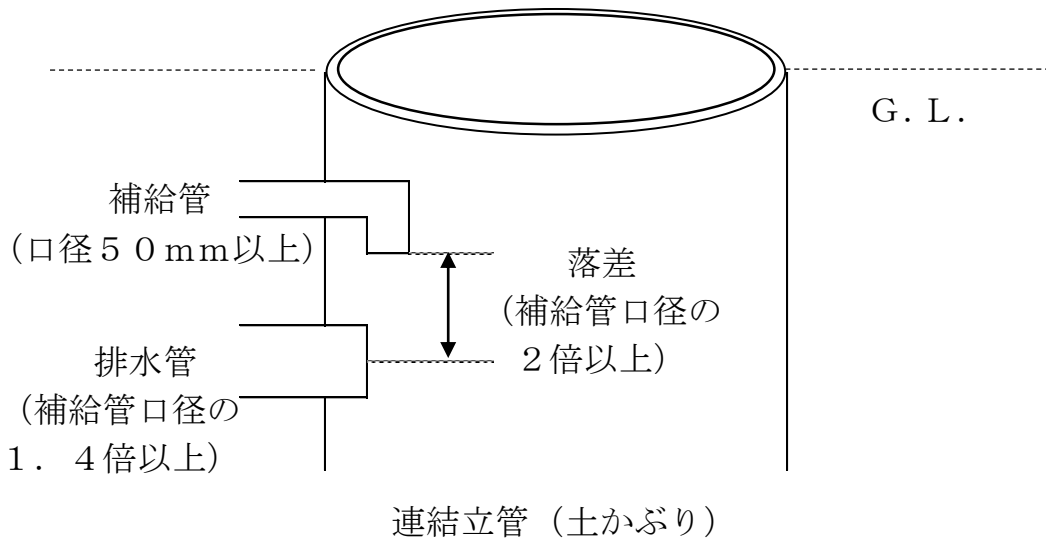 G.L.
補給管
(口径５０mm以上)
落差
(補給管口径の
２倍以上)
排水管
(補給管口径の
１.４倍以上)
連結立管(土かぶり)